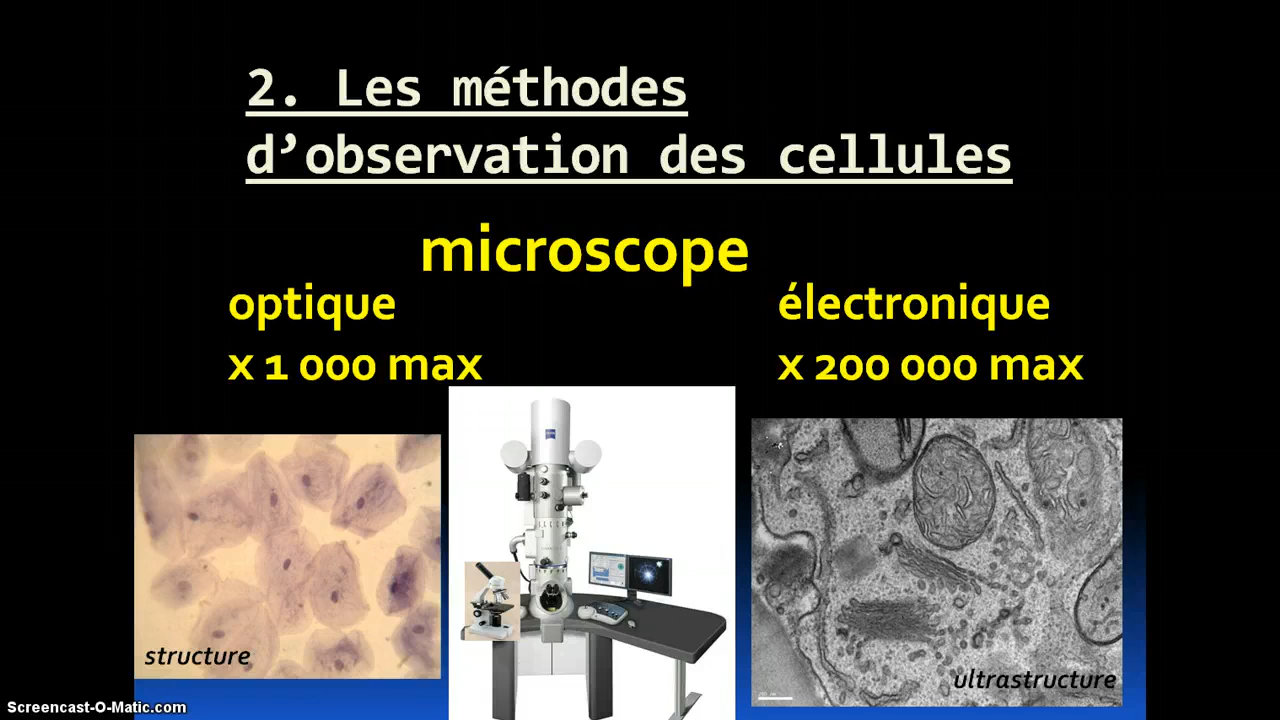 2. Les méthodes
d’observation des cellules
microscope
optique
x 1 000 max
électronique
x 200 000 max
structure
ultrastructure
Screencast-O-Matic.com